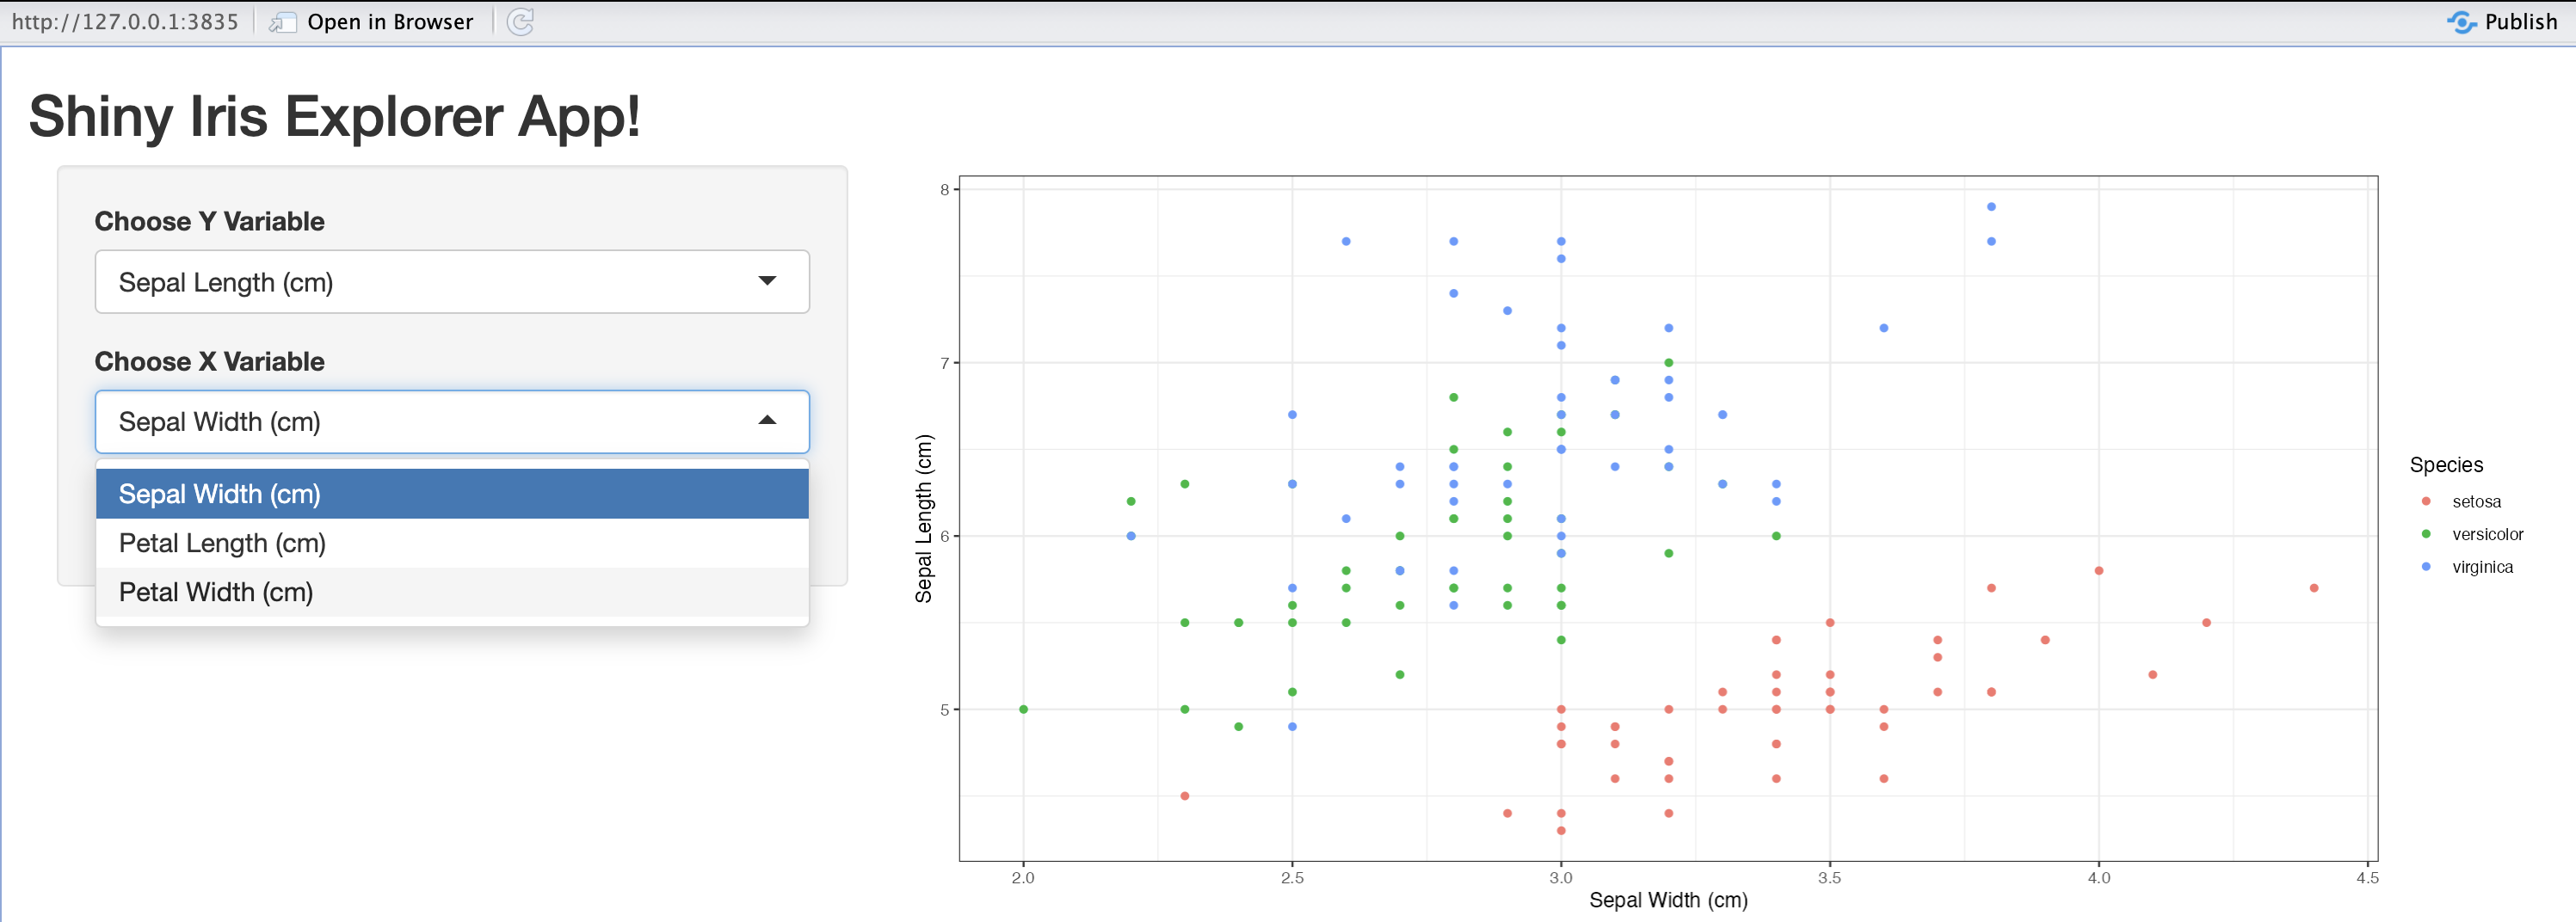 http://127.0.0.1:3835 Open in Browser Publish
Shiny Iris Explorer App!
Choose Y Variable
Sepal Length (cm)
Choose X Variable
Sepal Width (cm)
Sepal Width (cm)
Petal Length (cm)
Petal Width (cm)
Sepal Length (cm)
8
7
6
5
2.0 2.5 3.0 3.5 4.0 4.5
Sepal Width (cm)
Species
setosa
versicolor
virginica